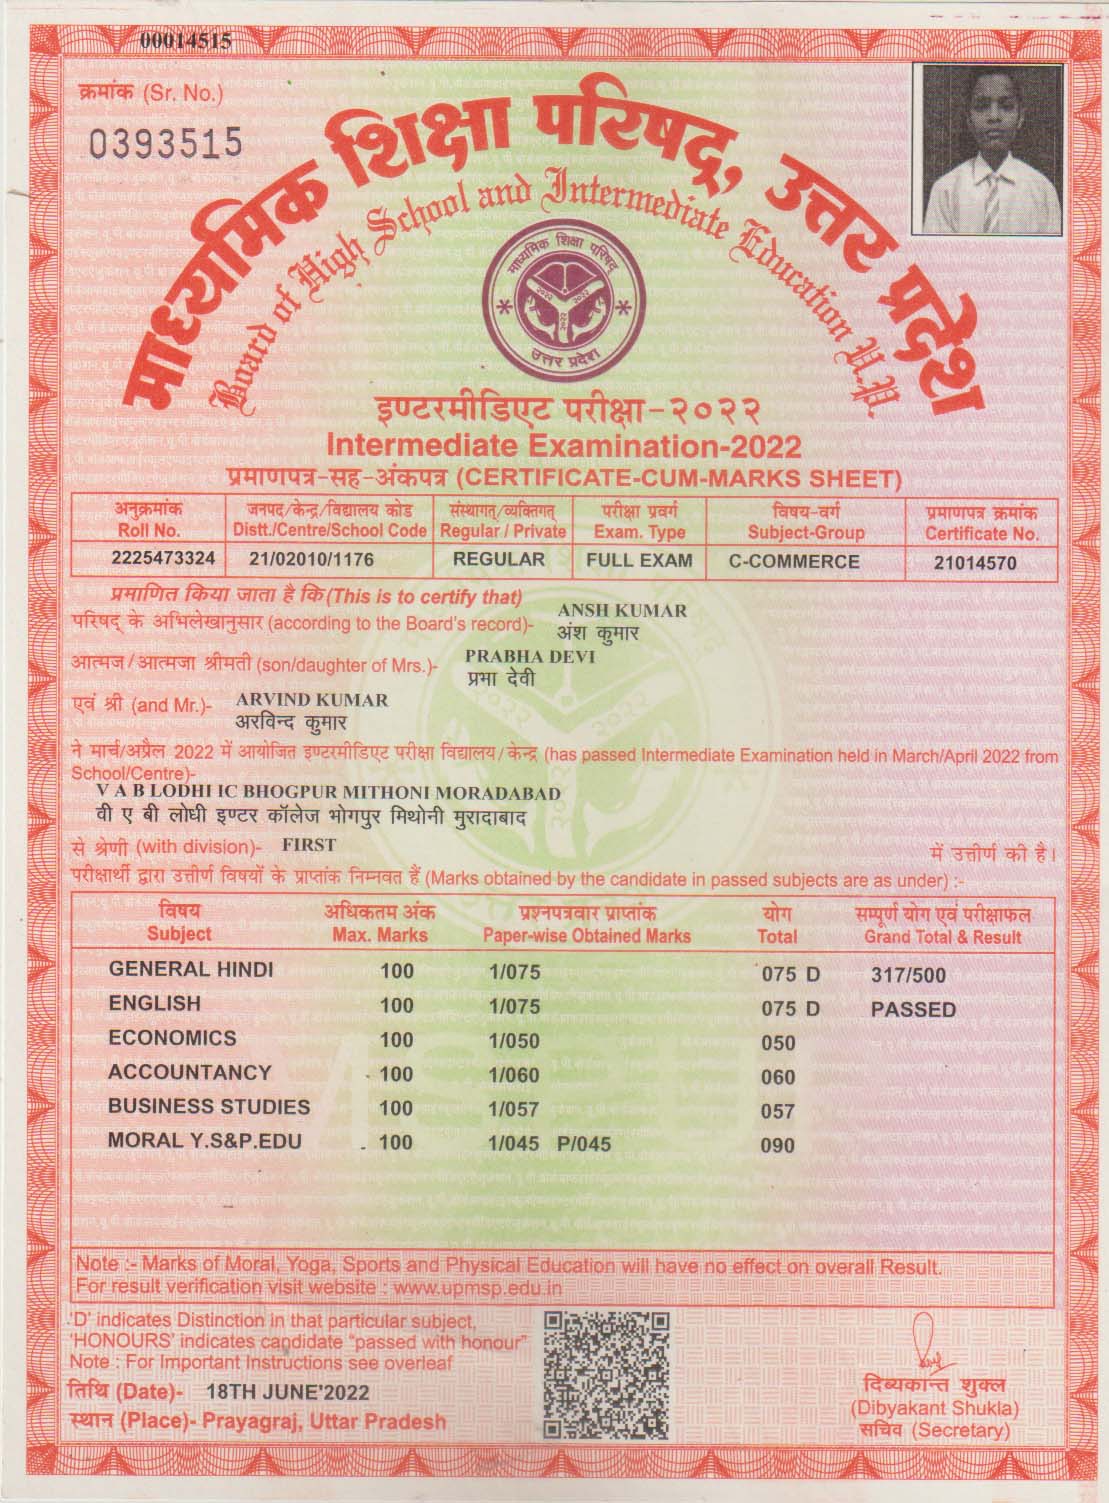 00014515
क्रमांक (Sr. No.)
0393515
माध्यमिक शिक्षा परिषद्, उत्तर प्रदेश
Board of High School and Intermediate Education U.P.
माध्यमिक शिक्षा परिषद्
२०२२ २०२२
२०२२
उत्तर प्रदेश
इण्टरमीडिएट परीक्षा-२०२२
Intermediate Examination-2022
प्रमाणपत्र-सह-अंकपत्र (CERTIFICATE-CUM-MARKS SHEET)
अनुक्रमांक जनपद/केन्द्र/विद्यालय कोड संस्थागत्/व्यक्तिगत् परीक्षा प्रवर्ग विषय-वर्ग प्रमाणपत्र क्रमांक
Roll No. Distt./Centre/School Code Regular / Private Exam. Type Subject-Group Certificate No.
2225473324 21/02010/1176 REGULAR FULL EXAM C-COMMERCE 21014570
प्रमाणित किया जाता है कि (This is to certify that)
ANSH KUMAR
परिषद् के अभिलेखानुसार (according to the Board's record)- अंश कुमार
PRABHA DEVI
आत्मज/आत्मजा श्रीमती (son/daughter of Mrs.)- प्रभा देवी
एवं श्री (and Mr.)- ARVIND KUMAR
अरविन्द कुमार
ने मार्च/अप्रैल 2022 में आयोजित इण्टरमीडिएट परीक्षा विद्यालय/केन्द्र (has passed Intermediate Examination held in March/April 2022 from
School/Centre)-
V A B LODHI IC BHOGPUR MITHONI MORADABAD
वी ए बी लोधी इण्टर कॉलेज भोगपुर मिथोनी मुरादाबाद
से श्रेणी (with division)- FIRST में उत्तीर्ण की है।
परीक्षार्थी द्वारा उत्तीर्ण विषयों के प्राप्तांक निम्नवत हैं (Marks obtained by the candidate in passed subjects are as under) :-
विषय अधिकतम अंक प्रश्नपत्रवार प्राप्तांक योग सम्पूर्ण योग एवं परीक्षाफल
Subject Max. Marks Paper-wise Obtained Marks Total Grand Total & Result
GENERAL HINDI 100 1/075 075 D 317/500
ENGLISH 100 1/075 075 D PASSED
ECONOMICS 100 1/050 050
ACCOUNTANCY 100 1/060 060
BUSINESS STUDIES 100 1/057 057
MORAL Y.S&P.EDU 100 1/045 P/045 090
Note :- Marks of Moral, Yoga, Sports and Physical Education will have no effect on overall Result.
For result verification visit website : www.upmsp.edu.in
'D' indicates Distinction in that particular subject,
'HONOURS' indicates candidate "passed with honour"
Note : For Important Instructions see overleaf
तिथि (Date)- 18TH JUNE'2022
स्थान (Place)- Prayagraj, Uttar Pradesh
दिब्यकान्त शुक्ल
(Dibyakant Shukla)
सचिव (Secretary)